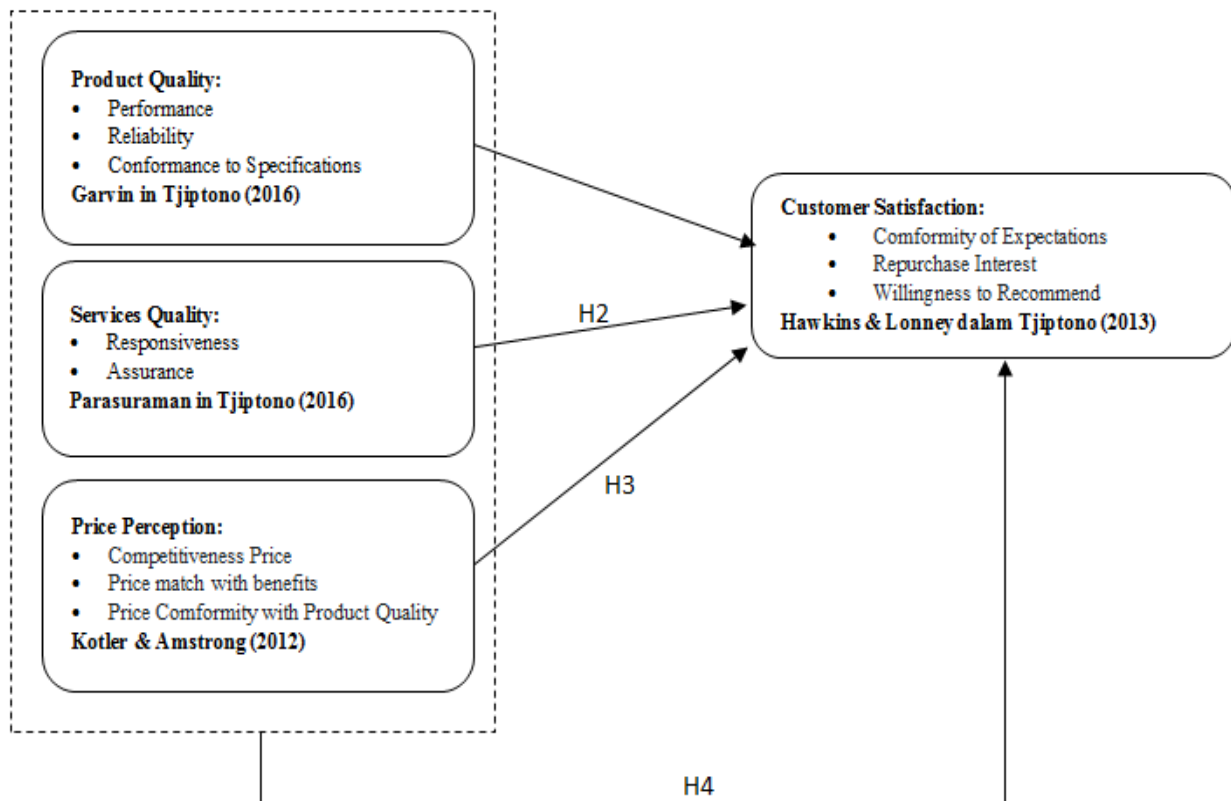 Product Quality:
• Performance
• Reliability
• Conformance to Specifications
Garvin in Tjiptono (2016)
Services Quality:
• Responsiveness
• Assurance
Parasuraman in Tjiptono (2016)
Price Perception:
• Competitiveness Price
• Price match with benefits
• Price Comformity with Product Quality
Kotler & Amstrong (2012)
H2
H3
Customer Satisfaction:
• Comformity of Expectations
• Repurchase Interest
• Willingness to Recommend
Hawkins & Lonney dalam Tjiptono (2013)
H4